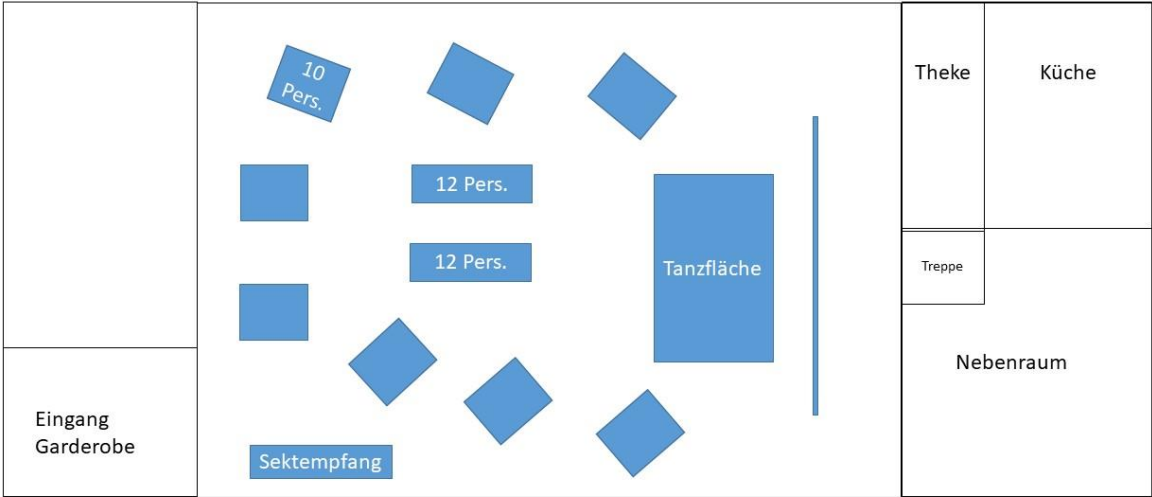 10
Pers.
Theke
Küche
12 Pers.
12 Pers.
Tanzfläche
Treppe
Nebenraum
Eingang
Garderobe
Sektempfang